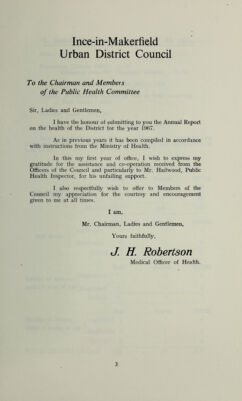 Ince-in-Makerfield
Urban District Council
To the Chairman and Members
of the Public Health Committee
Sir, Ladies and Gentlemen,
I have the honour of submitting to you the Annual Report
on the health of the District for the year 1967.
As in previous years it has been compiled in accordance
with instructions from the Ministry of Health.
In this my first year of office, I wish to express my
gratitude for the assistance and co-operation received from the
Officers of the Council and particularly to Mr. Hailwood, Public
Health Inspector, for his unfailing support.
I also respectfully wish to offer to Members of the
Council my appreciation for the courtesy and encouragement
given to me at all times.
I am,
Mr. Chairman, Ladies and Gentlemen,
Yours faithfully,
J. H. Robertson
Medical Officer of Health.
3